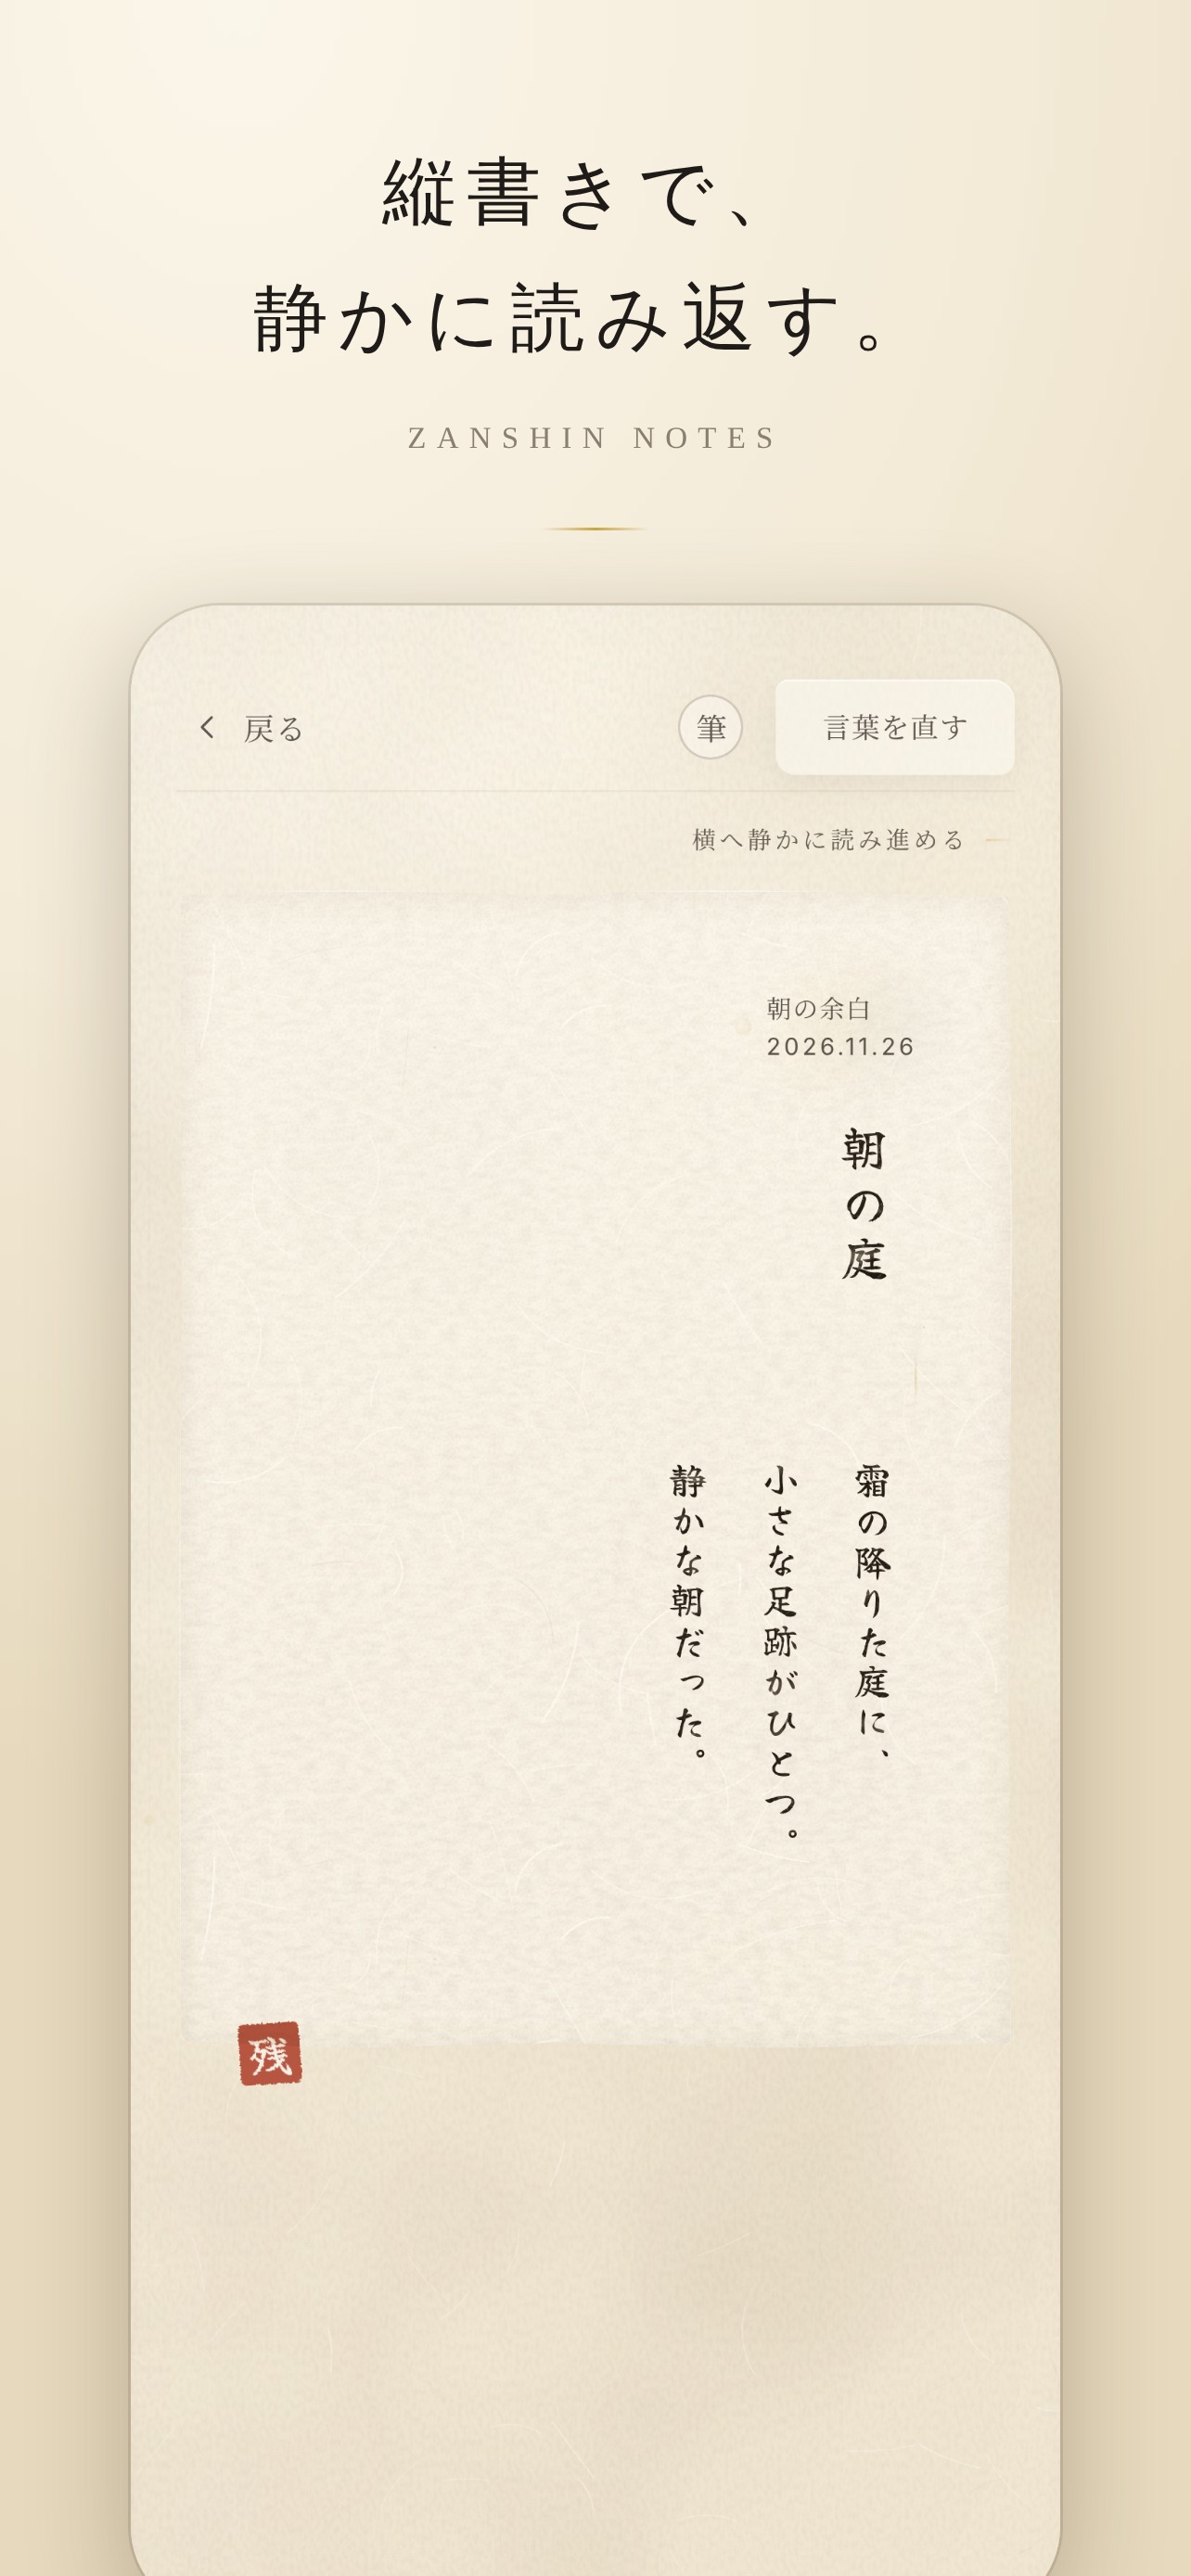 縦書きで、
静かに読み返す。
ZANSHIN NOTES
戻る
筆
言葉を直す
横へ静かに読み進める
朝の余白
2026.11.26
朝の庭
霜の降りた庭に、
小さな足跡がひとつ。
静かな朝だった。
残